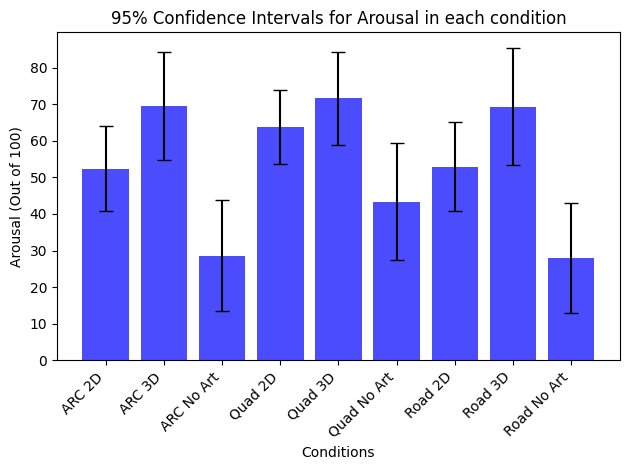 95% Confidence Intervals for Arousal in each condition
Arousal (Out of 100)
80
70
60
50
40
30
20
10
0
ARC 2D
ARC 3D
ARC No Art
Quad 2D
Quad 3D
Quad No Art
Road 2D
Road 3D
Road No Art
Conditions